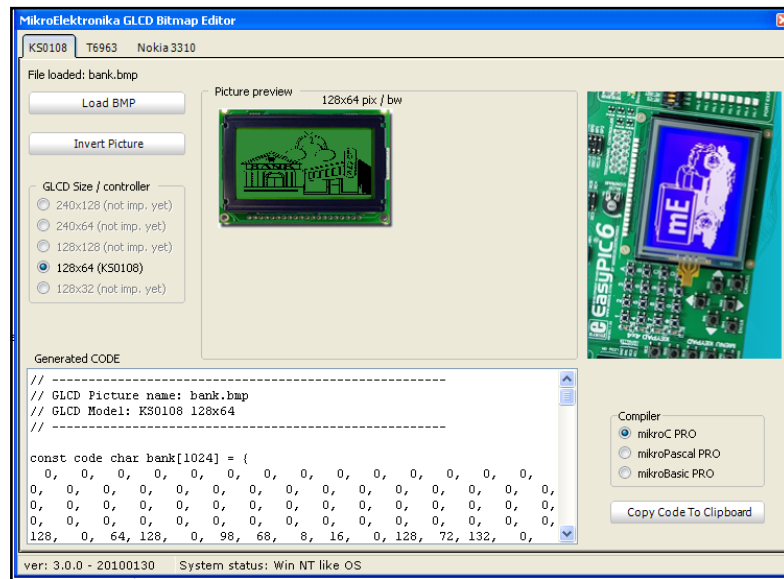 MikroElektronika GLCD Bitmap Editor
KS0108 T6963 Nokia 3310
File loaded: bank.bmp
Load BMP
Invert Picture
GLCD Size / controller
240x128 (not imp. yet)
240x64 (not imp. yet)
128x128 (not imp. yet)
128x64 (KS0108)
128x32 (not imp. yet)
Picture preview
128x64 pix / bw
BANK
mE
EasyPIC6
KEYPAD 4x4
MENU KEYPAD
Generated CODE
// ------------------------------------------------------
// GLCD Picture name: bank.bmp
// GLCD Model: KS0108 128x64
// ------------------------------------------------------
const code char bank[1024] = {
0, 0, 0, 0, 0, 0, 0, 0, 0, 0, 0, 0, 0,
0, 0, 0, 0, 0, 0, 0, 0, 0, 0, 0, 0, 0, 0, 0,
0, 0, 0, 0, 0, 0, 0, 0, 0, 0, 0, 0, 0, 0, 0,
0, 0, 0, 0, 0, 0, 0, 0, 0, 0, 0, 0, 0, 0, 0,
128, 0, 64, 128, 0, 98, 68, 8, 16, 0, 128, 72, 132, 0,
Compiler
mikroC PRO
mikroPascal PRO
mikroBasic PRO
Copy Code To Clipboard
ver: 3.0.0 - 20100130 System status: Win NT like OS